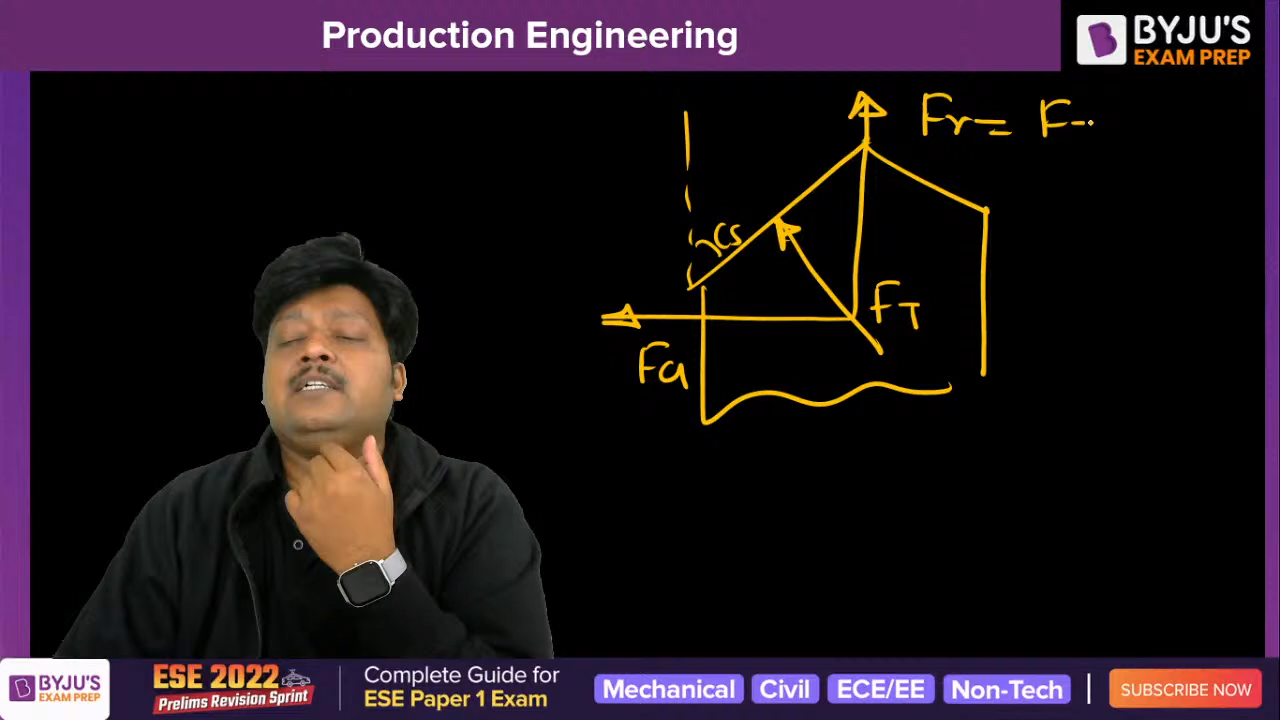 Production Engineering
BYJU'S
EXAM PREP
Fr = F-
Cs
FT
Fa
BYJU'S
EXAM PREP
ESE 2022
Prelims Revision Sprint
Complete Guide for
ESE Paper 1 Exam
Mechanical
Civil
ECE/EE
Non-Tech
SUBSCRIBE NOW